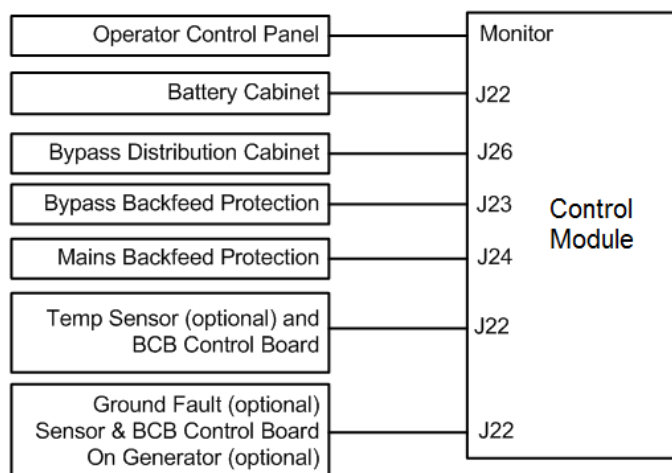 Operator Control Panel
Monitor
Battery Cabinet
J22
Bypass Distribution Cabinet
J26
Bypass Backfeed Protection
J23
Mains Backfeed Protection
J24
Control
Module
Temp Sensor (optional) and
BCB Control Board
J22
Ground Fault (optional)
Sensor & BCB Control Board
On Generator (optional)
J22